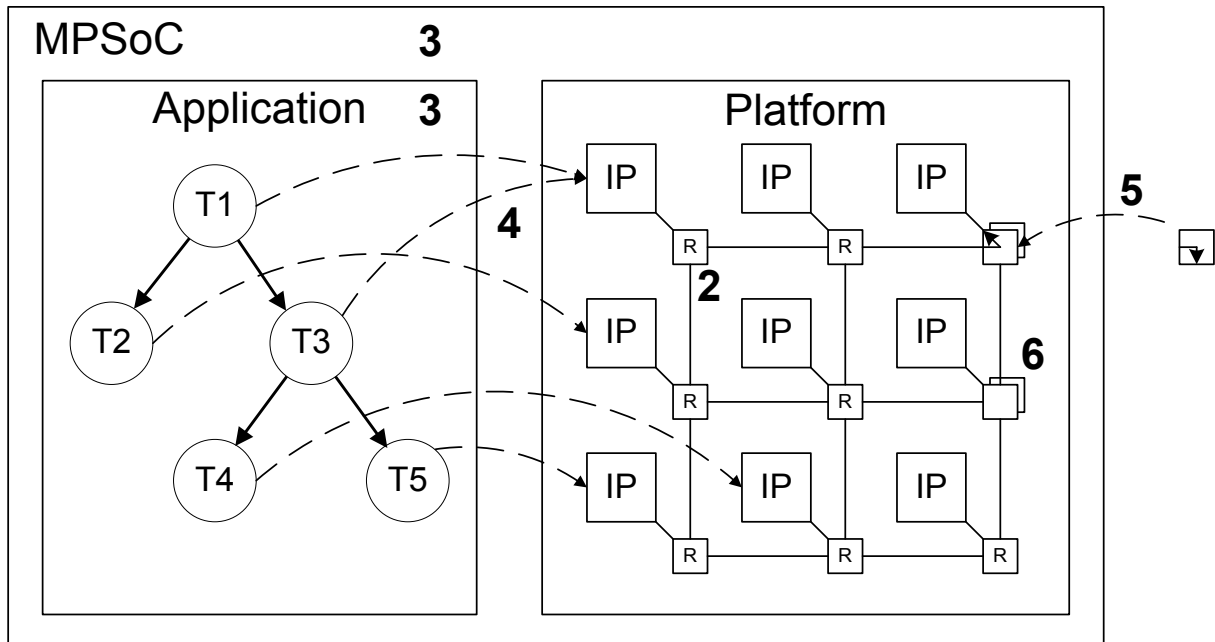 MPSoC 3
Application 3
Platform
T1
IP IP IP
5
4
R R
2
T2 T3
IP IP IP
6
R R
T4 T5
IP IP IP
R R R